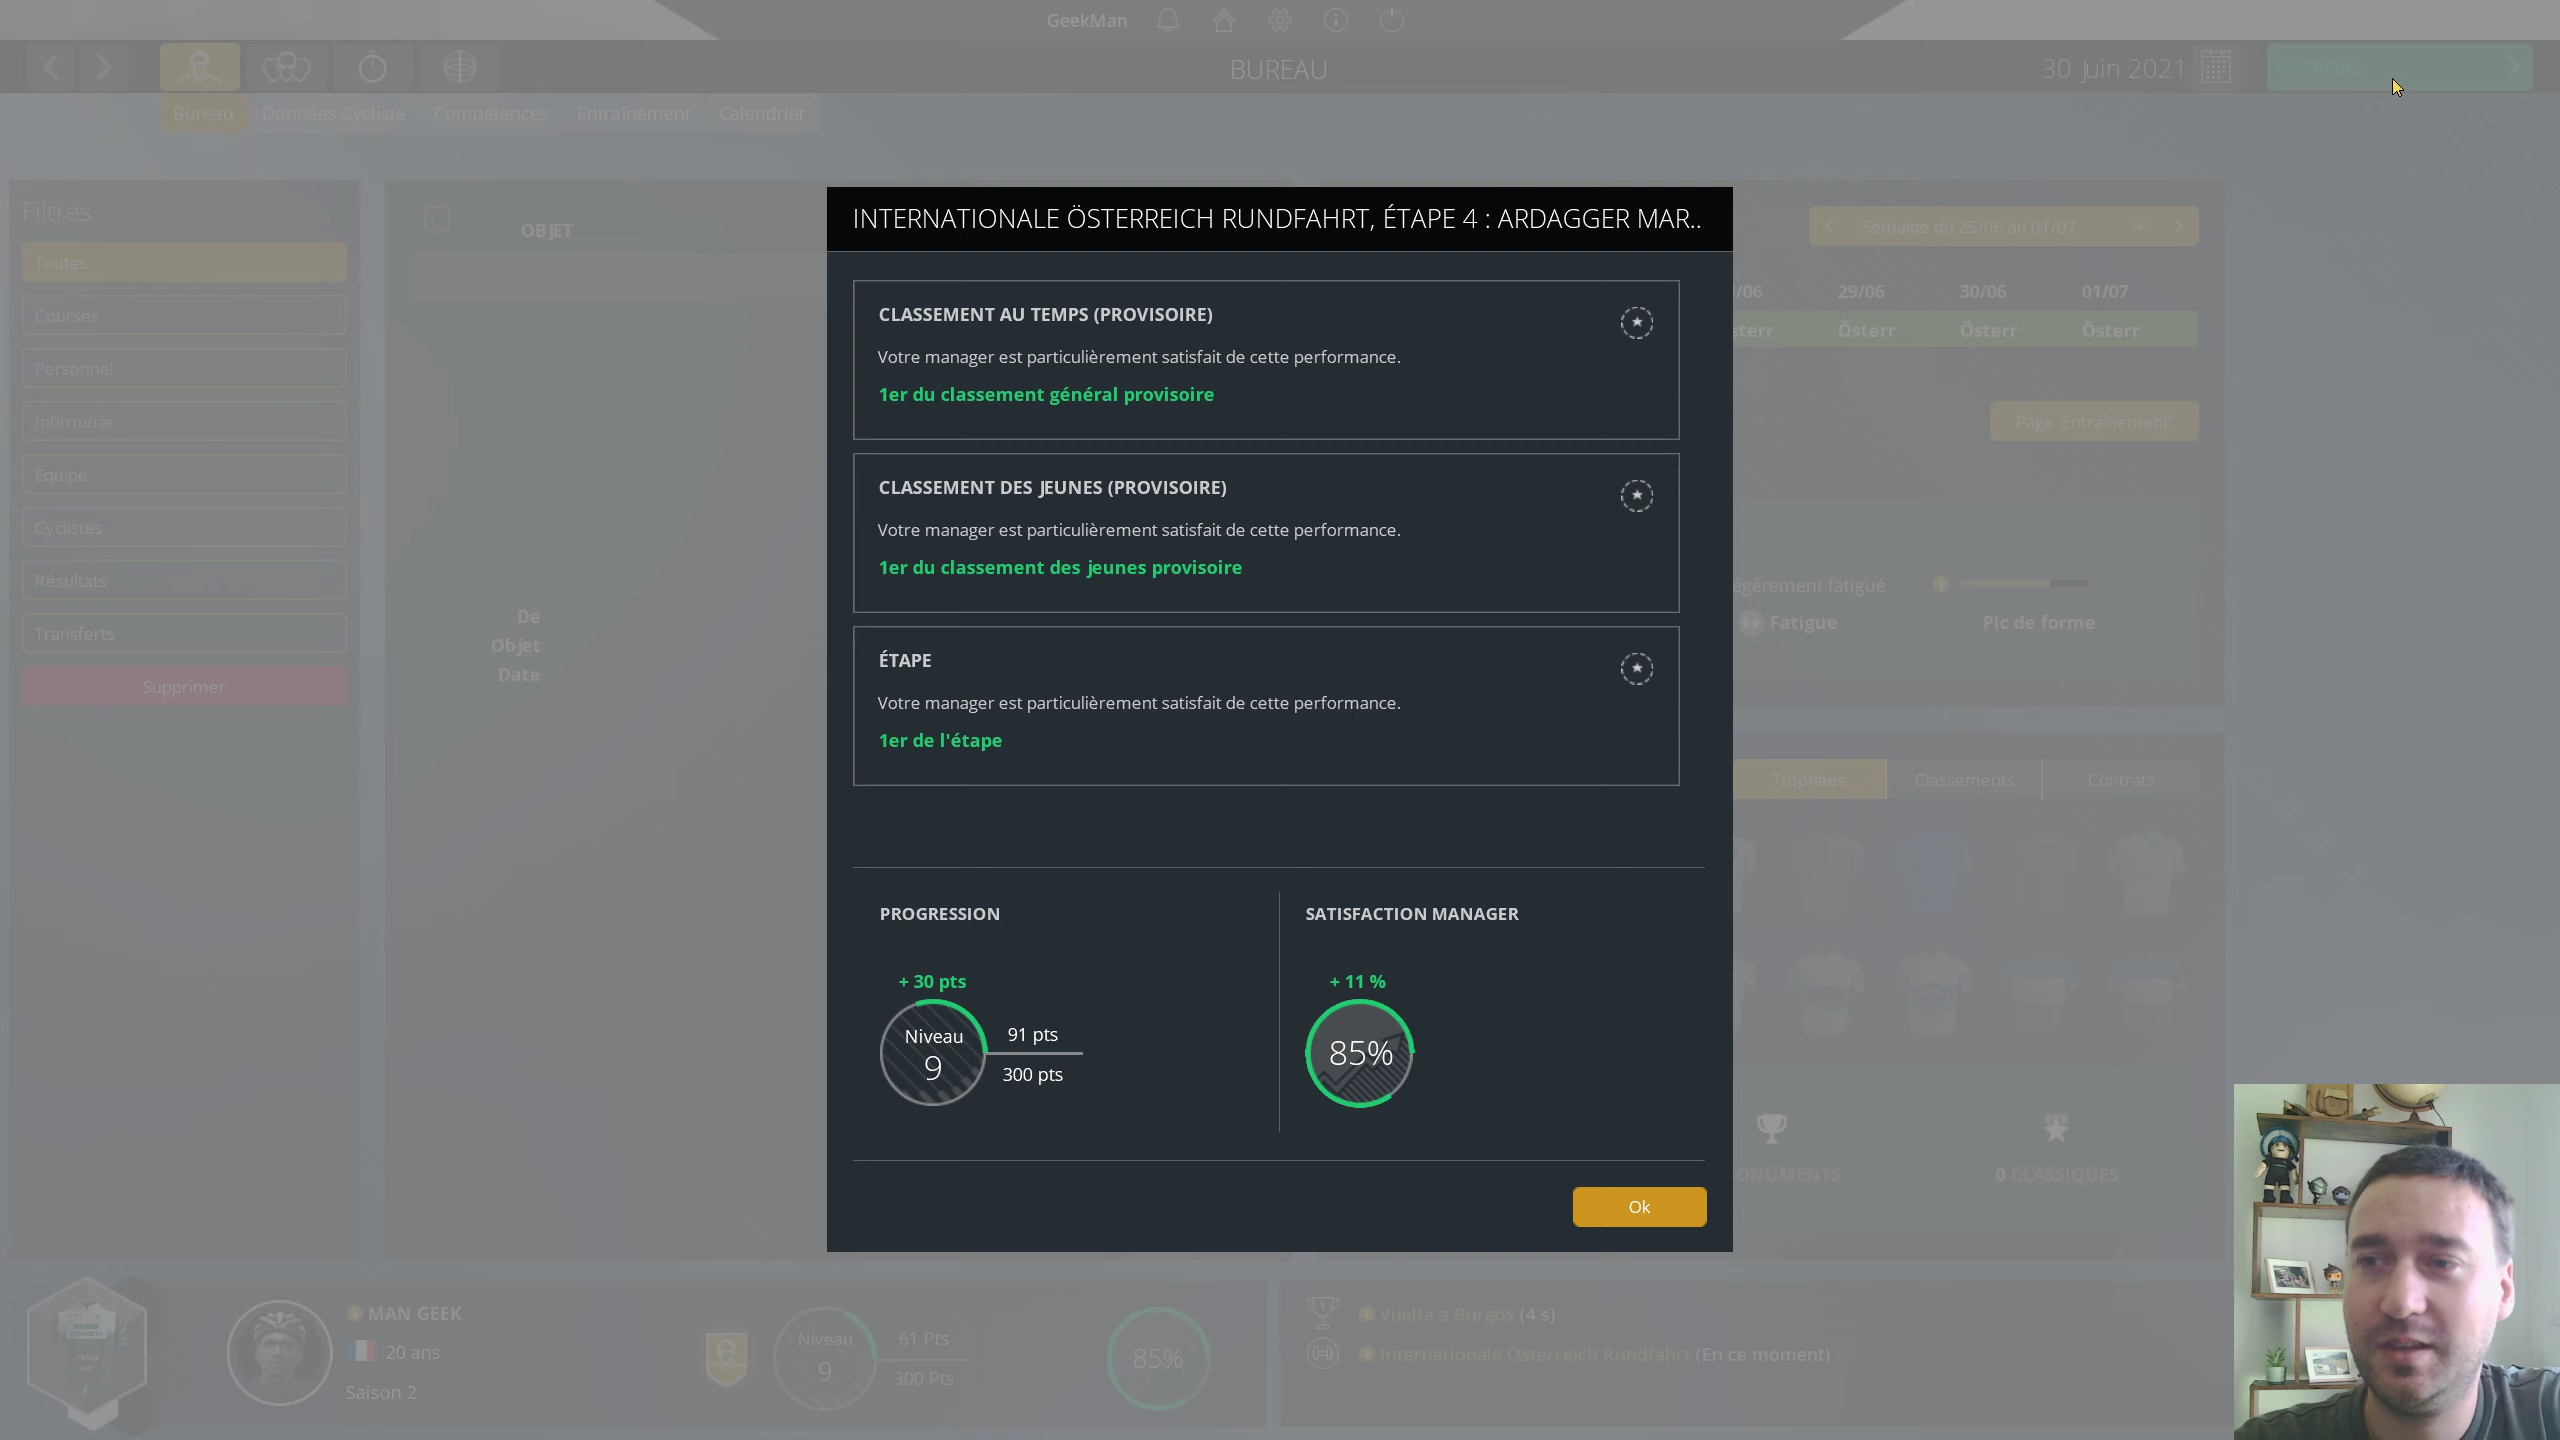 GeekMan
BUREAU
30 Juin 2021
Continuer
Bureau
Données Cycliste
Compétences
Entraînement
Calendrier
Filtres
Toutes
Courses
Personnel
Infirmerie
Équipe
Cyclistes
Résultats
Transferts
Supprimer
OBJET
De
Objet
Date
INTERNATIONALE ÖSTERREICH RUNDFAHRT, ÉTAPE 4 : ARDAGGER MAR..
CLASSEMENT AU TEMPS (PROVISOIRE)
Votre manager est particulièrement satisfait de cette performance.
1er du classement général provisoire
CLASSEMENT DES JEUNES (PROVISOIRE)
Votre manager est particulièrement satisfait de cette performance.
1er du classement des jeunes provisoire
ÉTAPE
Votre manager est particulièrement satisfait de cette performance.
1er de l'étape
PROGRESSION
+ 30 pts
Niveau
9
91 pts
300 pts
SATISFACTION MANAGER
+ 11 %
85%
Ok
Semaine du 25/06 au 01/07
/06 29/06 30/06 01/07
sterr Österr Österr Österr
Page 'Entraînement'
égèrement fatigué
Fatigue
Pic de forme
Trophées
Classements
Contrats
ONUMENTS
0 CLASSIQUES
MAN GEEK
20 ans
Saison 2
Niveau
9
61 Pts
300 Pts
85%
Vuelta a Burgos (4 s)
Internationale Österreich Rundfahrt (En ce moment)